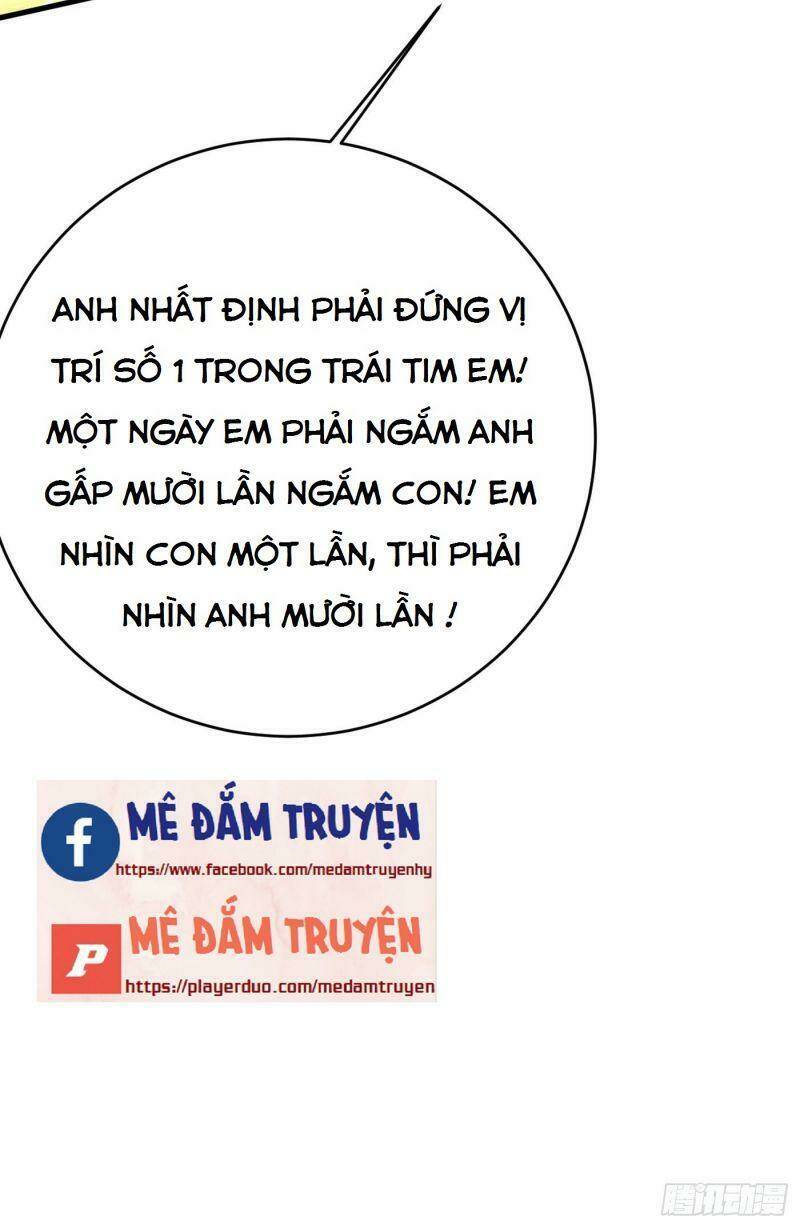 ANH NHẤT ĐỊNH PHẢI ĐỨNG VỊ
TRÍ SỐ 1 TRONG TRÁI TIM EM!
MỘT NGÀY EM PHẢI NGẮM ANH
GẤP MƯỜI LẦN NGẮM CON! EM
NHÌN CON MỘT LẦN, THÌ PHẢI
NHÌN ANH MƯỜI LẦN !
MÊ ĐẮM TRUYỆN
https://www.facebook.com/medamtruyenhy
MÊ ĐẮM TRUYỆN
https://playerduo.com/medamtruyen
腾讯动漫